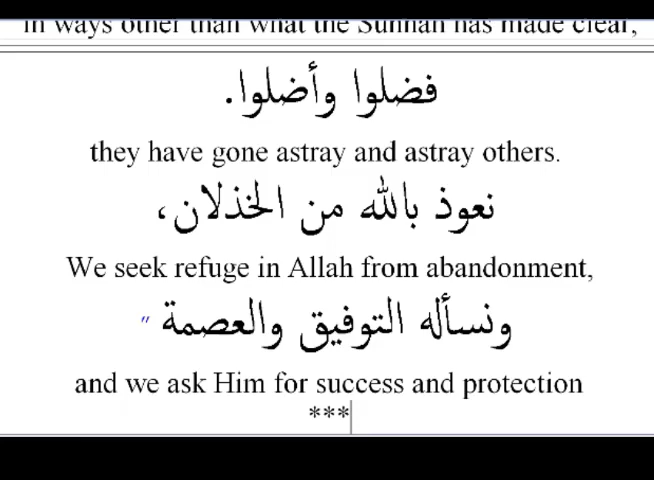 in ways other than what the Sunnah has made clear,
فضلوا وأضلوا.
they have gone astray and astray others.
نعوذ بالله من الخذلان،
We seek refuge in Allah from abandonment,
ونسأله التوفيق والعصمة "
and we ask Him for success and protection
***